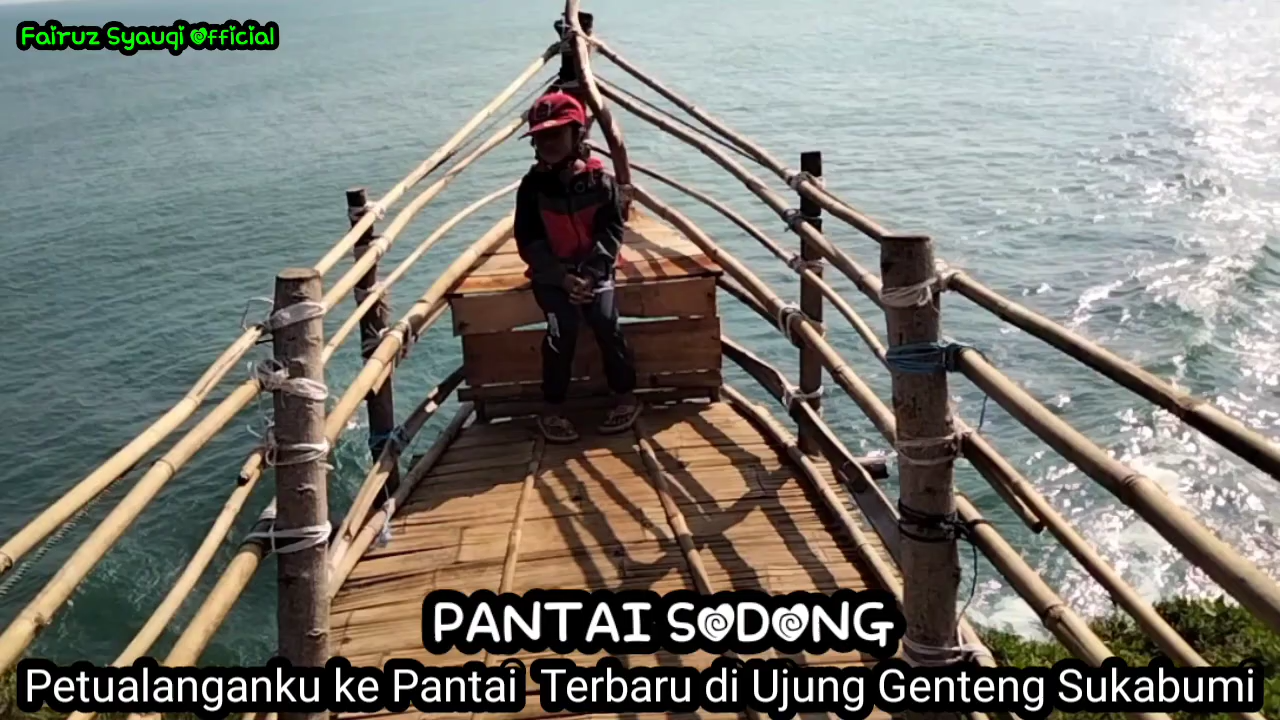 Fairuz Syauqi Official
PANTAI SODONG
Petualanganku ke Pantai Terbaru di Ujung Genteng Sukabumi